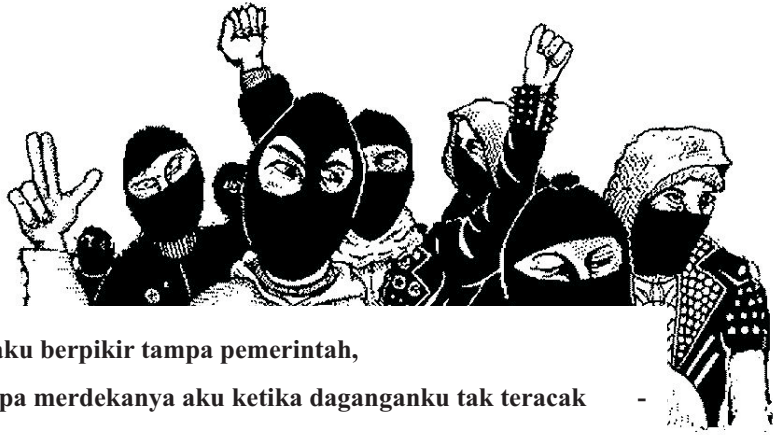 aku berpikir tampa pemerintah,
pa merdekanya aku ketika daganganku tak teracak -